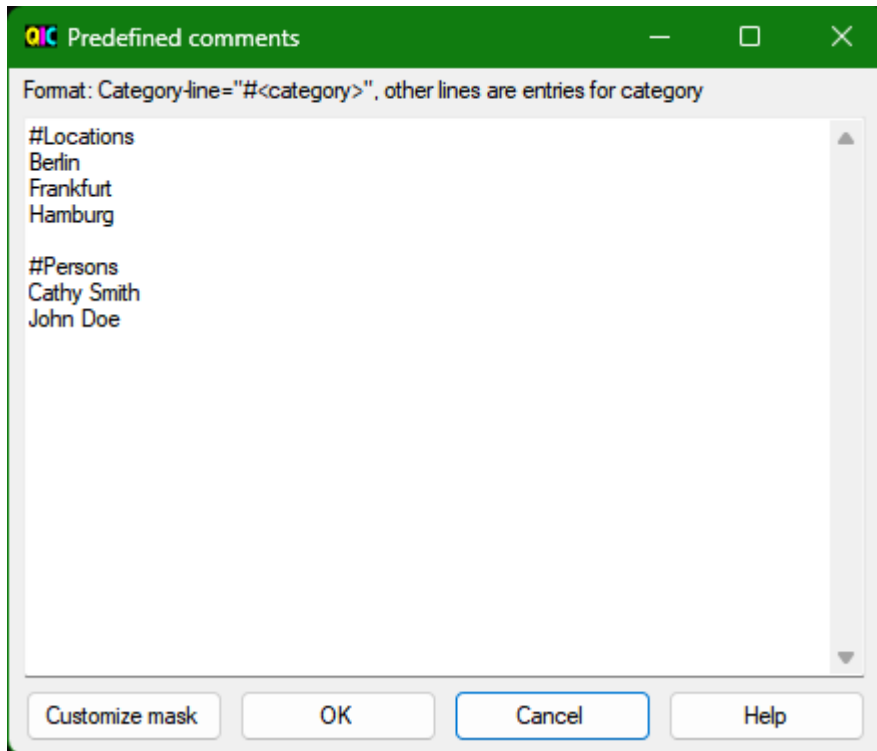 QIC Predefined comments
Format: Category-line="#<category>", other lines are entries for category
#Locations
Berlin
Frankfurt
Hamburg
#Persons
Cathy Smith
John Doe
Customize mask OK Cancel Help